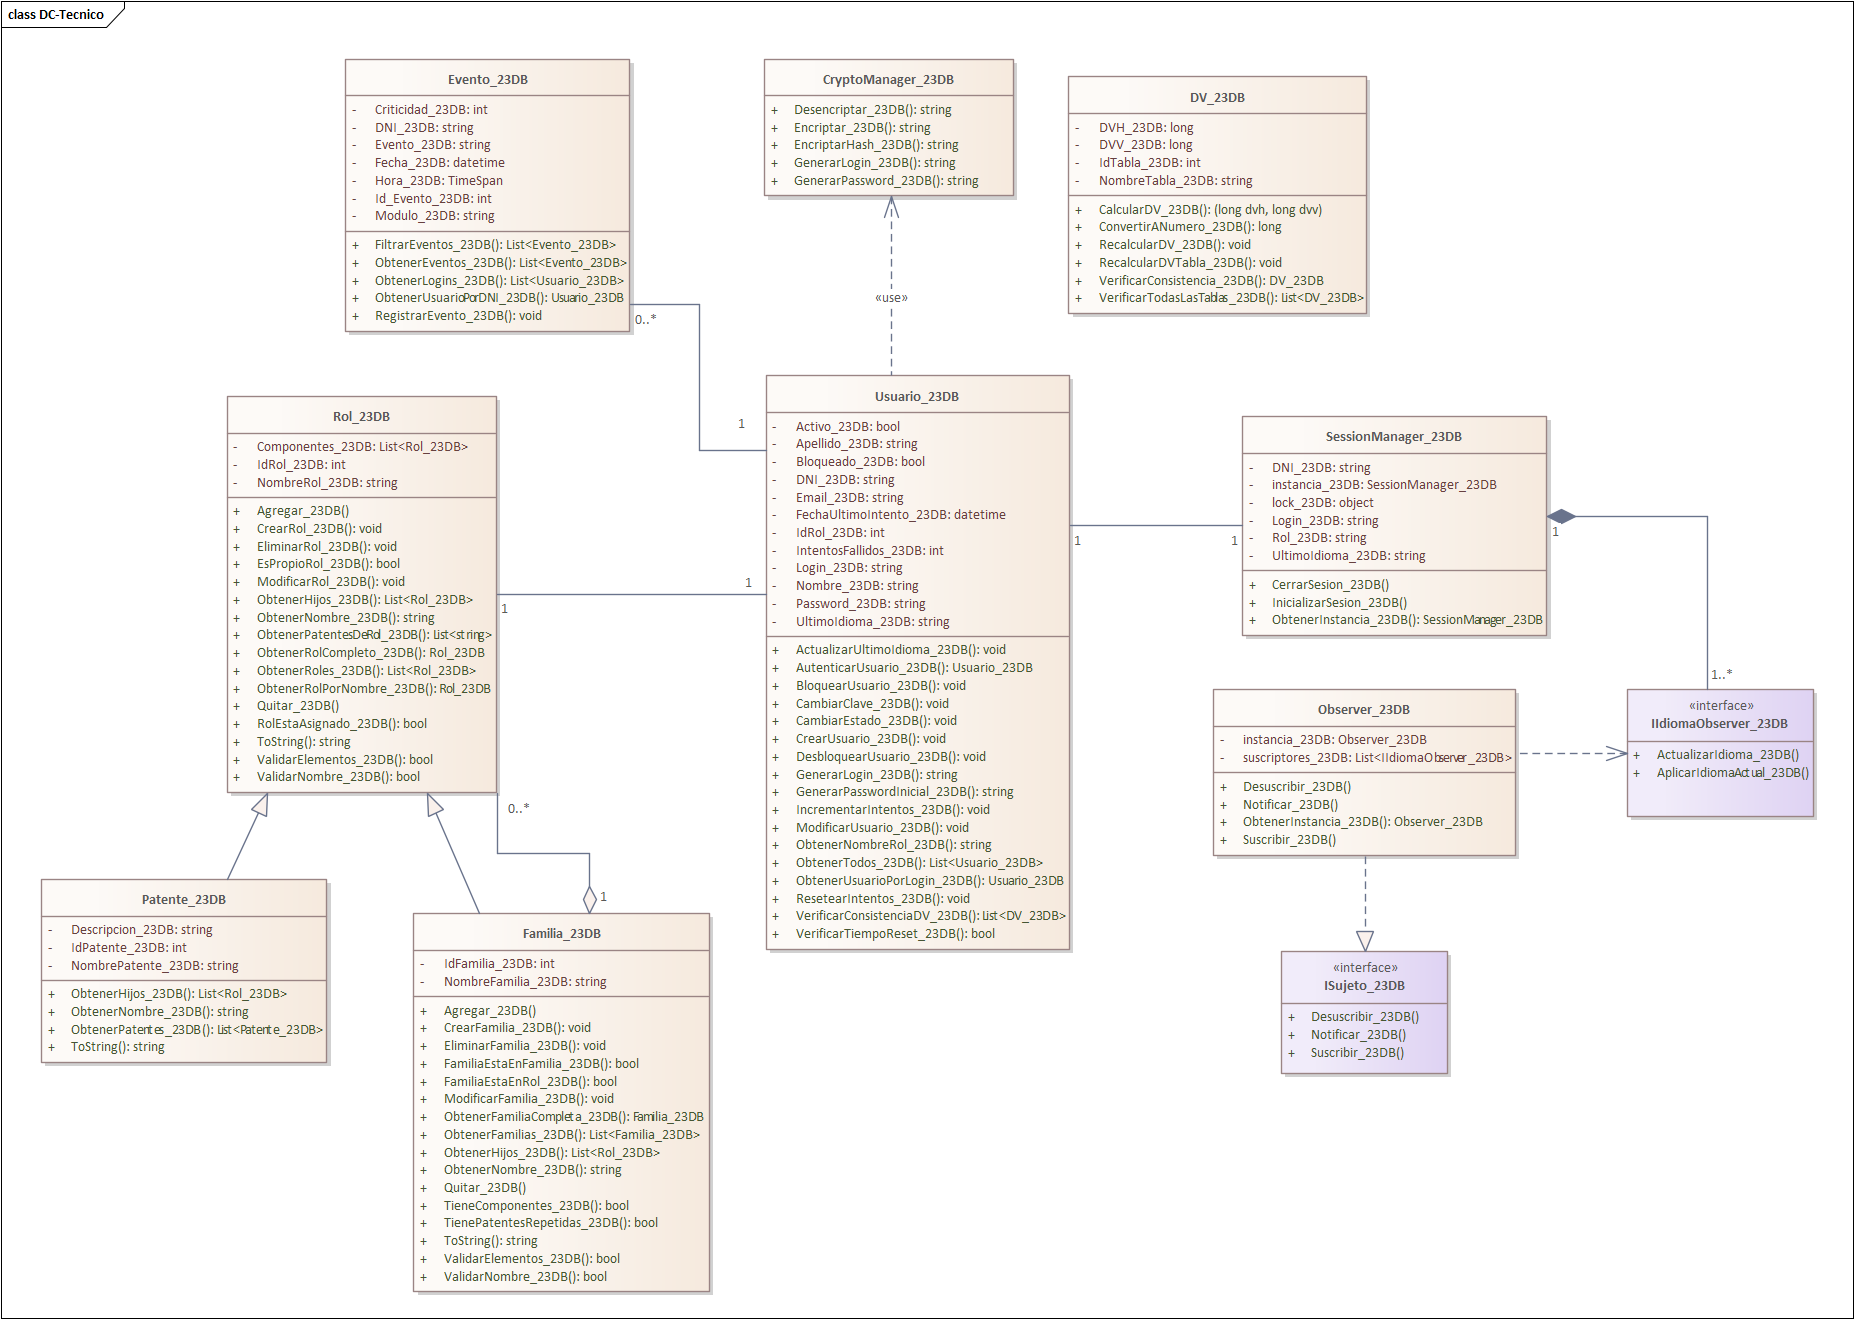 class DC-Tecnico
Evento_23DB
- Criticidad_23DB: int
- DNI_23DB: string
- Evento_23DB: string
- Fecha_23DB: datetime
- Hora_23DB: TimeSpan
- Id_Evento_23DB: int
- Modulo_23DB: string
+ FiltrarEventos_23DB(): List<Evento_23DB>
+ ObtenerEventos_23DB(): List<Evento_23DB>
+ ObtenerLogins_23DB(): List<Usuario_23DB>
+ ObtenerUsuarioPorDNI_23DB(): Usuario_23DB
+ RegistrarEvento_23DB(): void
0..*
1
CryptoManager_23DB
+ Desencriptar_23DB(): string
+ Encriptar_23DB(): string
+ EncriptarHash_23DB(): string
+ GenerarLogin_23DB(): string
+ GenerarPassword_23DB(): string
«use»
DV_23DB
- DVH_23DB: long
- DVV_23DB: long
- IdTabla_23DB: int
- NombreTabla_23DB: string
+ CalcularDV_23DB(): (long dvh, long dvv)
+ ConvertirANumero_23DB(): long
+ RecalcularDV_23DB(): void
+ RecalcularDVTabla_23DB(): void
+ VerificarConsistencia_23DB(): DV_23DB
+ VerificarTodasLasTablas_23DB(): List<DV_23DB>
Rol_23DB
- Componentes_23DB: List<Rol_23DB>
- IdRol_23DB: int
- NombreRol_23DB: string
+ Agregar_23DB()
+ CrearRol_23DB(): void
+ EliminarRol_23DB(): void
+ EsPropioRol_23DB(): bool
+ ModificarRol_23DB(): void
+ ObtenerHijos_23DB(): List<Rol_23DB>
+ ObtenerNombre_23DB(): string
+ ObtenerPatentesDeRol_23DB(): List<string>
+ ObtenerRolCompleto_23DB(): Rol_23DB
+ ObtenerRoles_23DB(): List<Rol_23DB>
+ ObtenerRolPorNombre_23DB(): Rol_23DB
+ Quitar_23DB()
+ RolEstaAsignado_23DB(): bool
+ ToString(): string
+ ValidarElementos_23DB(): bool
+ ValidarNombre_23DB(): bool
1
1
0..*
1
Usuario_23DB
- Activo_23DB: bool
- Apellido_23DB: string
- Bloqueado_23DB: bool
- DNI_23DB: string
- Email_23DB: string
- FechaUltimoIntento_23DB: datetime
- IdRol_23DB: int
- IntentosFallidos_23DB: int
- Login_23DB: string
- Nombre_23DB: string
- Password_23DB: string
- UltimoIdioma_23DB: string
+ ActualizarUltimoIdioma_23DB(): void
+ AutenticarUsuario_23DB(): Usuario_23DB
+ BloquearUsuario_23DB(): void
+ CambiarClave_23DB(): void
+ CambiarEstado_23DB(): void
+ CrearUsuario_23DB(): void
+ DesbloquearUsuario_23DB(): void
+ GenerarLogin_23DB(): string
+ GenerarPasswordInicial_23DB(): string
+ IncrementarIntentos_23DB(): void
+ ModificarUsuario_23DB(): void
+ ObtenerNombreRol_23DB(): string
+ ObtenerTodos_23DB(): List<Usuario_23DB>
+ ObtenerUsuarioPorLogin_23DB(): Usuario_23DB
+ ResetearIntentos_23DB(): void
+ VerificarConsistenciaDV_23DB(): List<DV_23DB>
+ VerificarTiempoReset_23DB(): bool
1
1
SessionManager_23DB
- DNI_23DB: string
- instancia_23DB: SessionManager_23DB
- lock_23DB: object
- Login_23DB: string
- Rol_23DB: string
- UltimoIdioma_23DB: string
+ CerrarSesion_23DB()
+ InicializarSesion_23DB()
+ ObtenerInstancia_23DB(): SessionManager_23DB
1
1..*
Observer_23DB
- instancia_23DB: Observer_23DB
- suscriptores_23DB: List<IIdiomaObserver_23DB>
+ Desuscribir_23DB()
+ Notificar_23DB()
+ ObtenerInstancia_23DB(): Observer_23DB
+ Suscribir_23DB()
«interface»
IIdiomaObserver_23DB
+ ActualizarIdioma_23DB()
+ AplicarIdiomaActual_23DB()
Patente_23DB
- Descripcion_23DB: string
- IdPatente_23DB: int
- NombrePatente_23DB: string
+ ObtenerHijos_23DB(): List<Rol_23DB>
+ ObtenerNombre_23DB(): string
+ ObtenerPatentes_23DB(): List<Patente_23DB>
+ ToString(): string
Familia_23DB
- IdFamilia_23DB: int
- NombreFamilia_23DB: string
+ Agregar_23DB()
+ CrearFamilia_23DB(): void
+ EliminarFamilia_23DB(): void
+ FamiliaEstaEnFamilia_23DB(): bool
+ FamiliaEstaEnRol_23DB(): bool
+ ModificarFamilia_23DB(): void
+ ObtenerFamiliaCompleta_23DB(): Familia_23DB
+ ObtenerFamilias_23DB(): List<Familia_23DB>
+ ObtenerHijos_23DB(): List<Rol_23DB>
+ ObtenerNombre_23DB(): string
+ Quitar_23DB()
+ TieneComponentes_23DB(): bool
+ TienePatentesRepetidas_23DB(): bool
+ ToString(): string
+ ValidarElementos_23DB(): bool
+ ValidarNombre_23DB(): bool
«interface»
ISujeto_23DB
+ Desuscribir_23DB()
+ Notificar_23DB()
+ Suscribir_23DB()